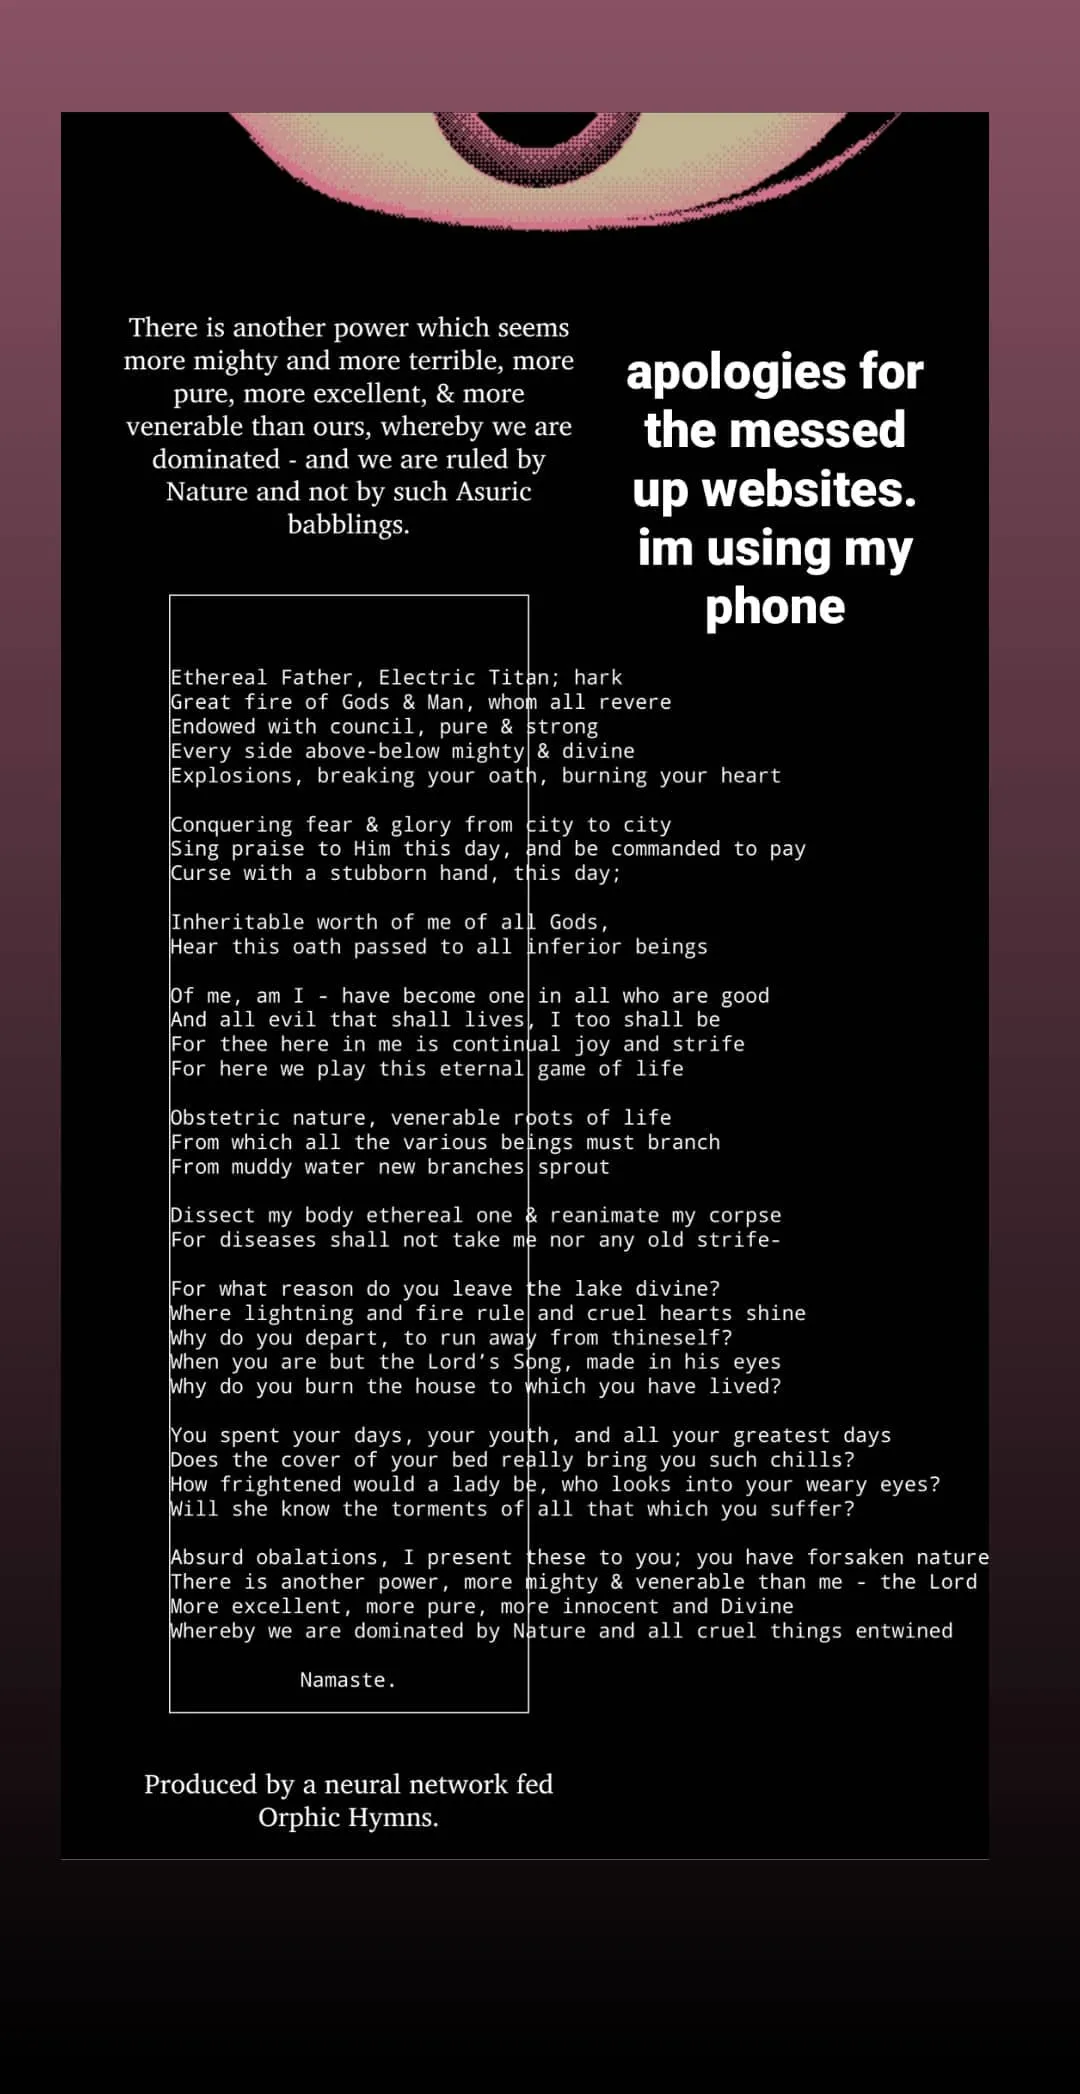 There is another power which seems
more mighty and more terrible, more
pure, more excellent, & more
venerable than ours, whereby we are
dominated - and we are ruled by
Nature and not by such Asuric
babblings.
apologies for
the messed
up websites.
im using my
phone
Ethereal Father, Electric Titan; hark
Great fire of Gods & Man, whom all revere
Endowed with council, pure & strong
Every side above-below mighty & divine
Explosions, breaking your oath, burning your heart
Conquering fear & glory from city to city
Sing praise to Him this day, and be commanded to pay
Curse with a stubborn hand, this day;
Inheritable worth of me of all Gods,
Hear this oath passed to all inferior beings
Of me, am I - have become one in all who are good
And all evil that shall lives, I too shall be
For thee here in me is continual joy and strife
For here we play this eternal game of life
Obstetric nature, venerable roots of life
From which all the various beings must branch
From muddy water new branches sprout
Dissect my body ethereal one & reanimate my corpse
For diseases shall not take me nor any old strife-
For what reason do you leave the lake divine?
Where lightning and fire rule and cruel hearts shine
Why do you depart, to run away from thineself?
When you are but the Lord's Song, made in his eyes
Why do you burn the house to which you have lived?
You spent your days, your youth, and all your greatest days
Does the cover of your bed really bring you such chills?
How frightened would a lady be, who looks into your weary eyes?
Will she know the torments of all that which you suffer?
Absurd obalations, I present these to you; you have forsaken nature
There is another power, more mighty & venerable than me - the Lord
More excellent, more pure, more innocent and Divine
Whereby we are dominated by Nature and all cruel things entwined
Namaste.
Produced by a neural network fed
Orphic Hymns.